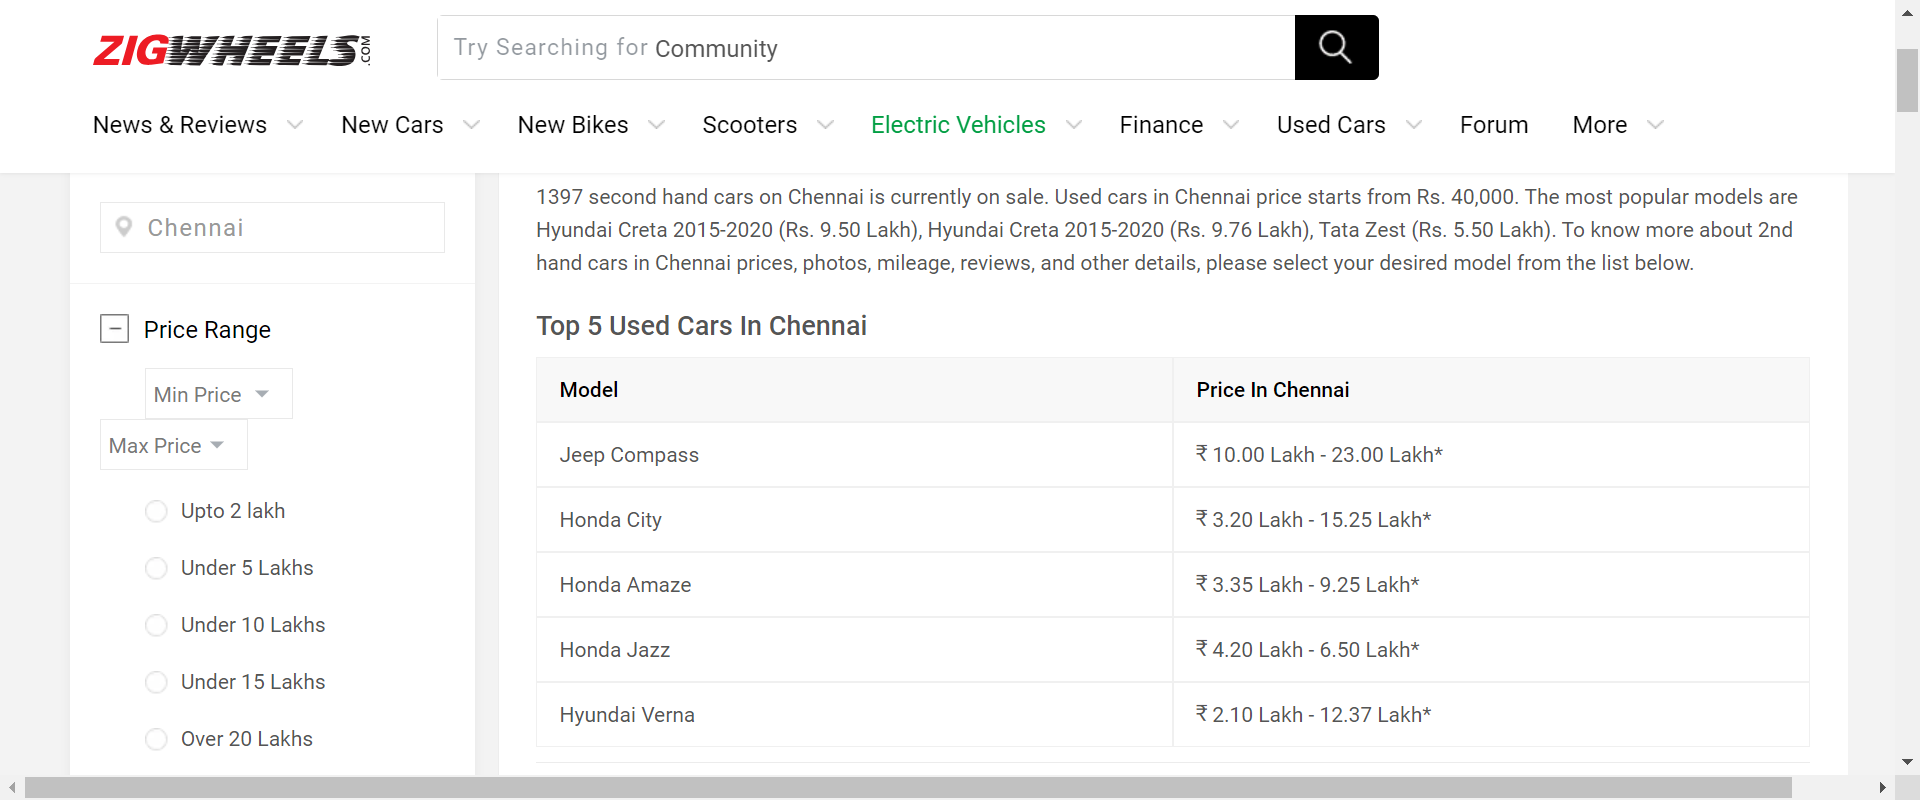 ZIGWHEELS.COM
Try Searching for Community
News & Reviews New Cars New Bikes Scooters Electric Vehicles Finance Used Cars Forum More
Chennai
Price Range
Min Price
Max Price
Upto 2 lakh
Under 5 Lakhs
Under 10 Lakhs
Under 15 Lakhs
Over 20 Lakhs
1397 second hand cars on Chennai is currently on sale. Used cars in Chennai price starts from Rs. 40,000. The most popular models are
Hyundai Creta 2015-2020 (Rs. 9.50 Lakh), Hyundai Creta 2015-2020 (Rs. 9.76 Lakh), Tata Zest (Rs. 5.50 Lakh). To know more about 2nd
hand cars in Chennai prices, photos, mileage, reviews, and other details, please select your desired model from the list below.
Top 5 Used Cars In Chennai
Model Price In Chennai
Jeep Compass ₹ 10.00 Lakh - 23.00 Lakh*
Honda City ₹ 3.20 Lakh - 15.25 Lakh*
Honda Amaze ₹ 3.35 Lakh - 9.25 Lakh*
Honda Jazz ₹ 4.20 Lakh - 6.50 Lakh*
Hyundai Verna ₹ 2.10 Lakh - 12.37 Lakh*